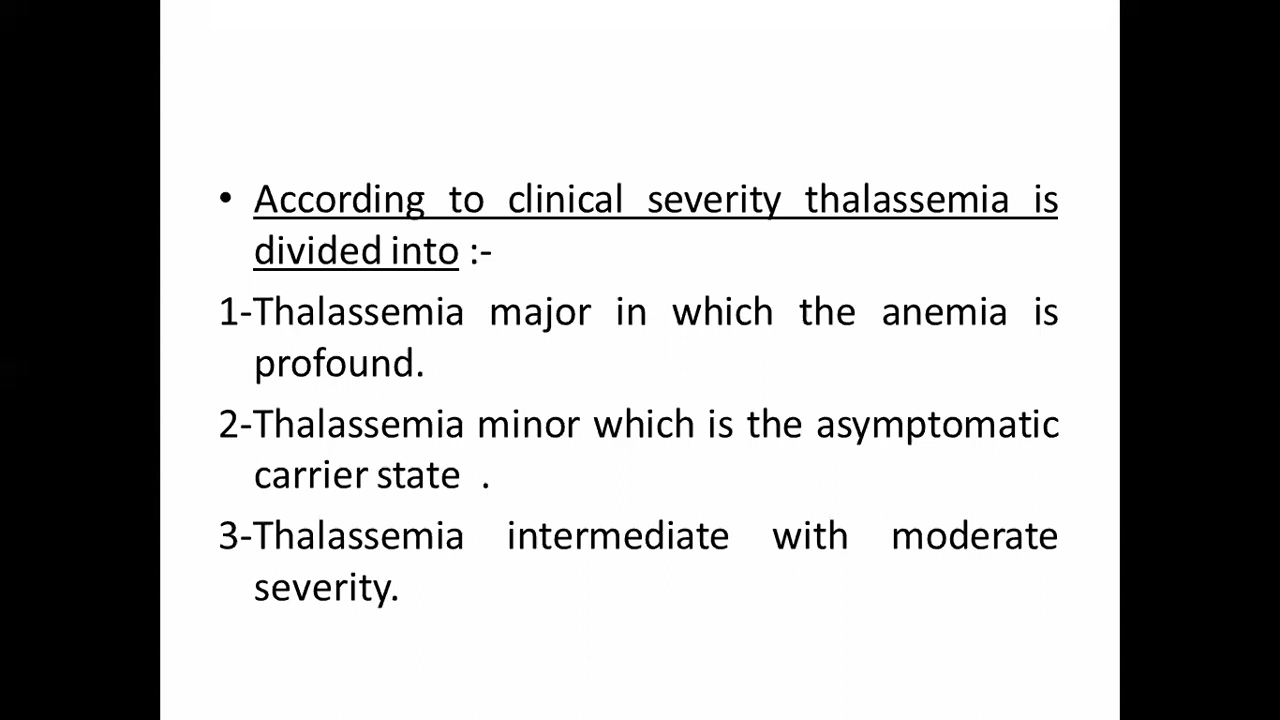 • According to clinical severity thalassemia is
divided into :-
1-Thalassemia major in which the anemia is
profound.
2-Thalassemia minor which is the asymptomatic
carrier state .
3-Thalassemia intermediate with moderate
severity.